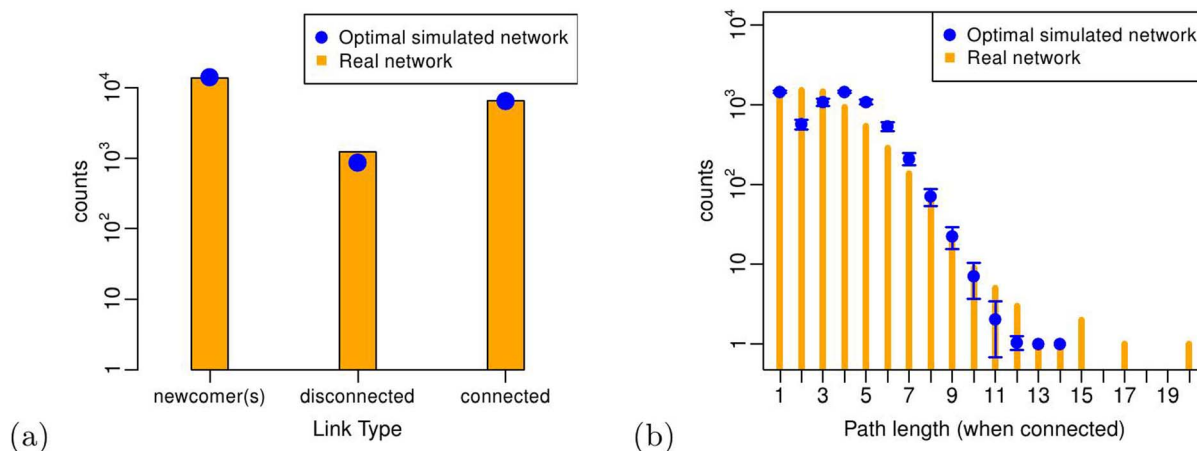 Optimal simulated network
Real network
counts
10^4
10^3
10^2
10
1
newcomer(s) disconnected connected
Link Type
(a)
Optimal simulated network
Real network
counts
10^4
10^3
10^2
10
1
1 3 5 7 9 11 13 15 17 19
Path length (when connected)
(b)